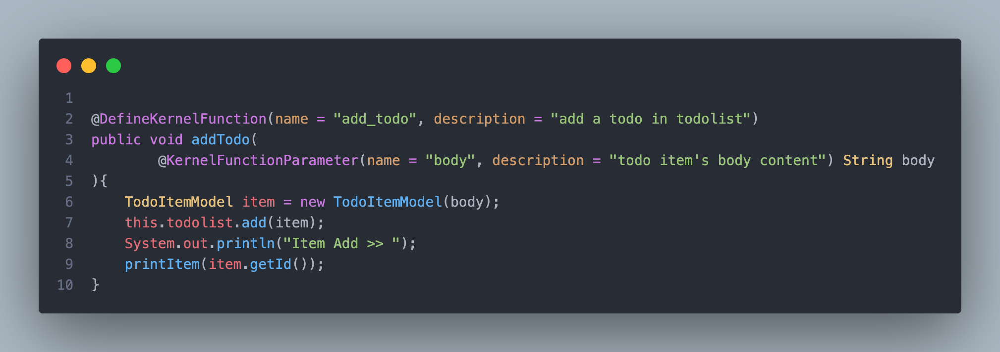 1
2 @DefineKernelFunction(name = "add_todo", description = "add a todo in todolist")
3 public void addTodo(
4         @KernelFunctionParameter(name = "body", description = "todo item's body content") String body
5 ){
6     TodoItemModel item = new TodoItemModel(body);
7     this.todolist.add(item);
8     System.out.println("Item Add >> ");
9     printItem(item.getId());
10 }